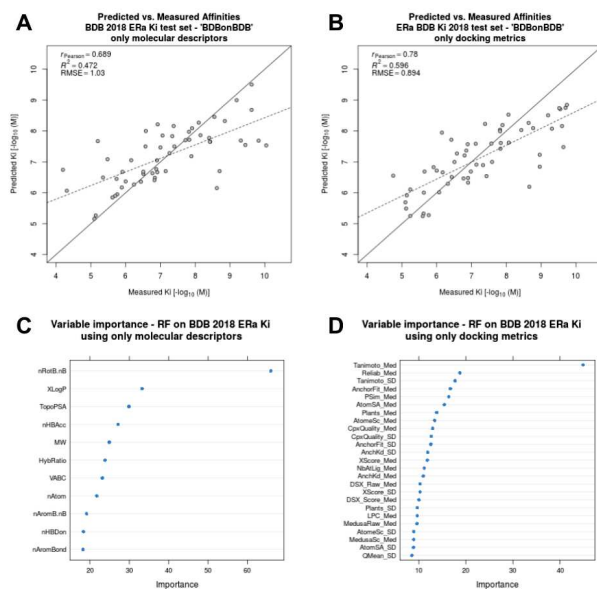 A
Predicted vs. Measured Affinities
BDB 2018 ERa Ki test set - 'BDBonBDB'
only molecular descriptors
rPearson = 0.689
R² = 0.472
RMSE = 1.03
Predicted Ki [-log10 (M)]
4 5 6 7 8 9 10
4 5 6 7 8 9 10
Measured Ki [-log10 (M)]
B
Predicted vs. Measured Affinities
ERa BDB Ki 2018 test set - 'BDBonBDB'
only docking metrics
rPearson = 0.78
R² = 0.596
RMSE = 0.894
Predicted Ki [-log10 (M)]
4 5 6 7 8 9 10
4 5 6 7 8 9 10
Measured Ki [-log10 (M)]
C
Variable importance - RF on BDB 2018 ERa Ki
using only molecular descriptors
nRotB.nB
XLogP
TopoPSA
nHBAcc
MW
HybRatio
VABC
nAtom
nAromB.nB
nHBDon
nAromBond
20 30 40 50 60
Importance
D
Variable importance - RF on BDB 2018 ERa Ki
using only docking metrics
Tanimoto_Med
Reliab_Med
Tanimoto_SD
AnchorFit_Med
PSim_Med
AtomSA_Med
Plants_Med
AtomeSc_Med
CpxQuality_Med
CpxQuality_SD
AnchorFit_SD
AnchKd_SD
XScore_Med
NbAtLig_Med
AnchKd_Med
DSX_Raw_Med
XScore_SD
DSX_Score_Med
Plants_SD
LPC_Med
MedusaRaw_Med
AtomeSc_SD
MedusaSc_Med
AtomSA_SD
QMean_SD
10 20 30 40
Importance